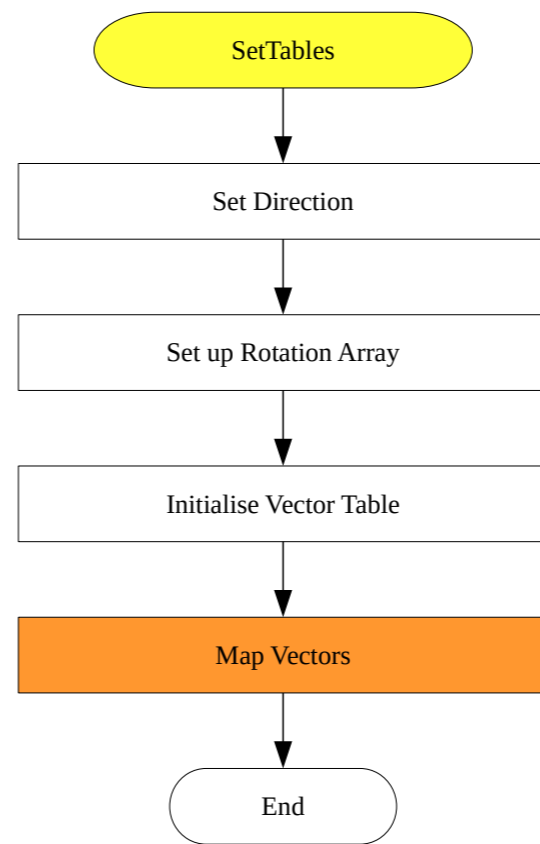 SetTables
Set Direction
Set up Rotation Array
Initialise Vector Table
Map Vectors
End